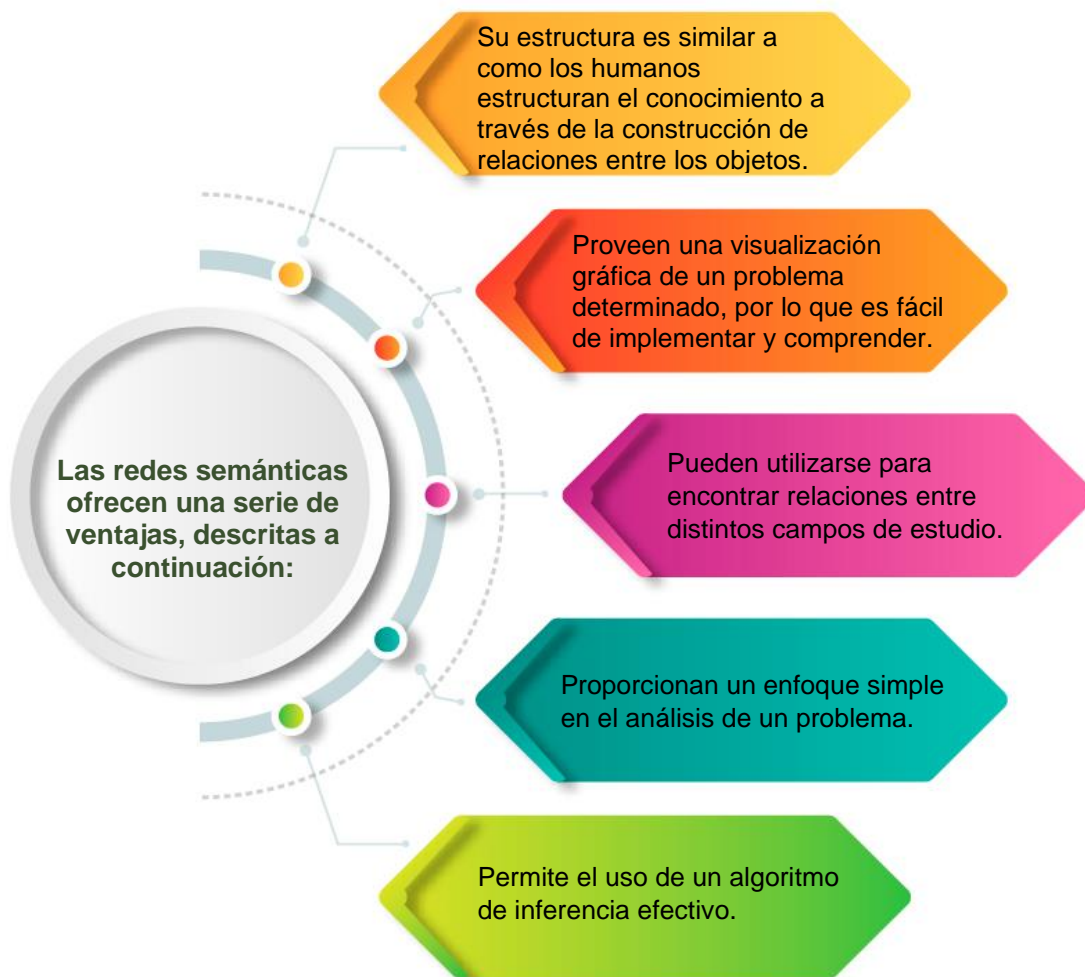 Su estructura es similar a
como los humanos
estructuran el conocimiento a
través de la construcción de
relaciones entre los objetos.
Proveen una visualización
gráfica de un problema
determinado, por lo que es fácil
de implementar y comprender.
Las redes semánticas
ofrecen una serie de
ventajas, descritas a
continuación:
Pueden utilizarse para
encontrar relaciones entre
distintos campos de estudio.
Proporcionan un enfoque simple
en el análisis de un problema.
Permite el uso de un algoritmo
de inferencia efectivo.